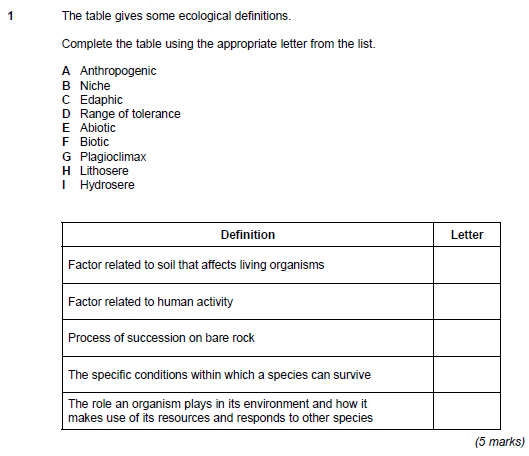 1 The table gives some ecological definitions.
Complete the table using the appropriate letter from the list.
A Anthropogenic
B Niche
C Edaphic
D Range of tolerance
E Abiotic
F Biotic
G Plagioclimax
H Lithosere
I Hydrosere
Definition Letter
Factor related to soil that affects living organisms
Factor related to human activity
Process of succession on bare rock
The specific conditions within which a species can survive
The role an organism plays in its environment and how it
makes use of its resources and responds to other species
(5 marks)